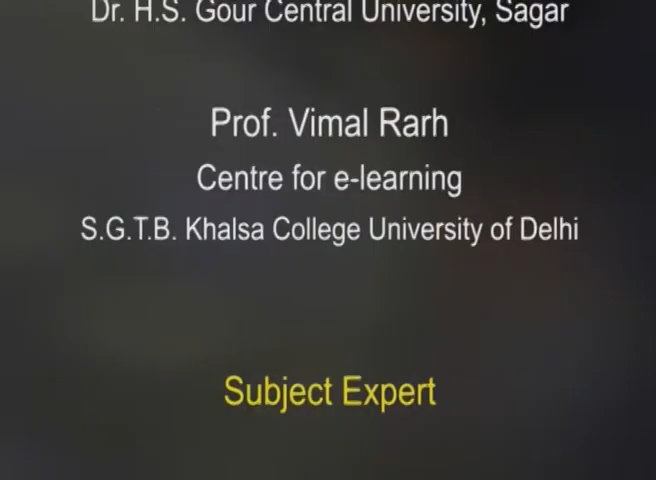 Dr. H.S. Gour Central University, Sagar
Prof. Vimal Rarh
Centre for e-learning
S.G.T.B. Khalsa College University of Delhi
Subject Expert